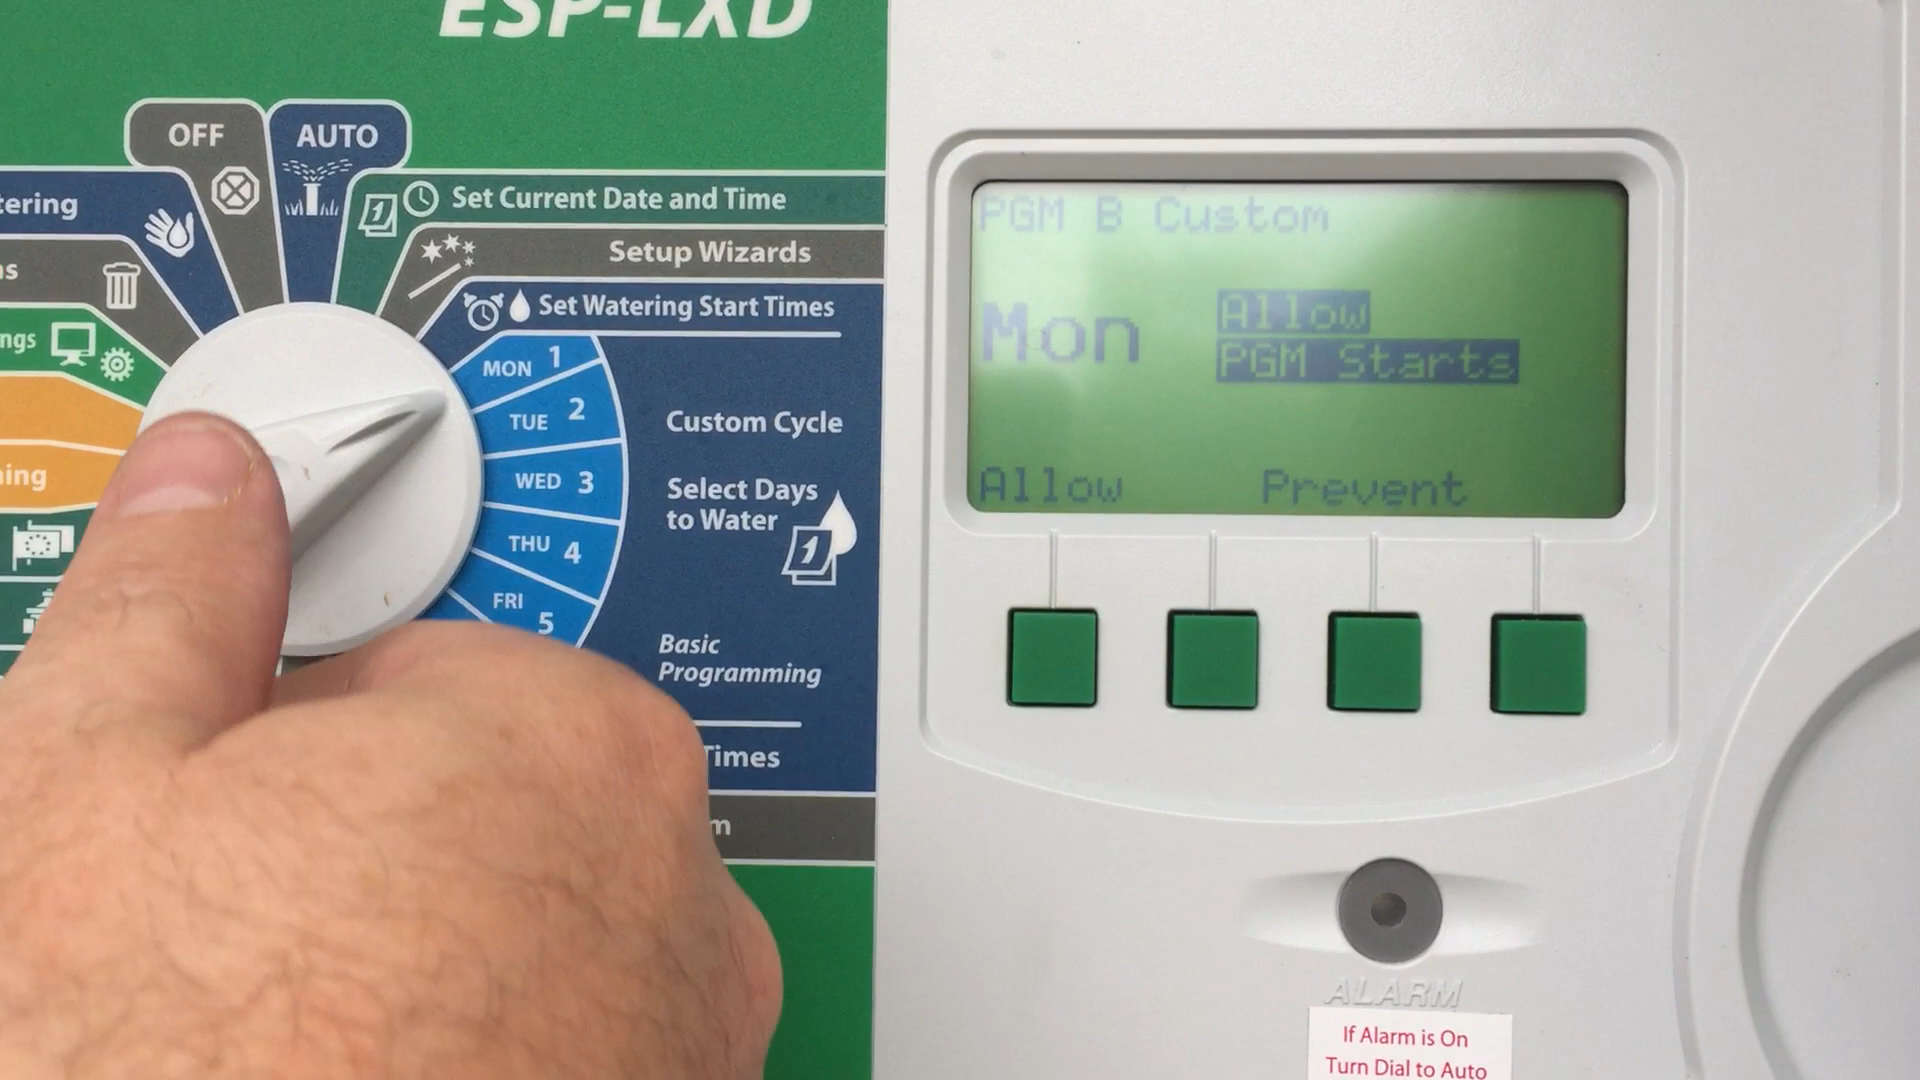 ESP-LXD
OFF
AUTO
tering
Set Current Date and Time
Setup Wizards
Set Watering Start Times
ngs
MON 1
TUE 2
WED 3
THU 4
FRI 5
Custom Cycle
Select Days
to Water
1
Basic
Programming
Times
PGM B Custom
Mon
Allow
PGM Starts
Allow Prevent
ALARM
If Alarm is On
Turn Dial to Auto